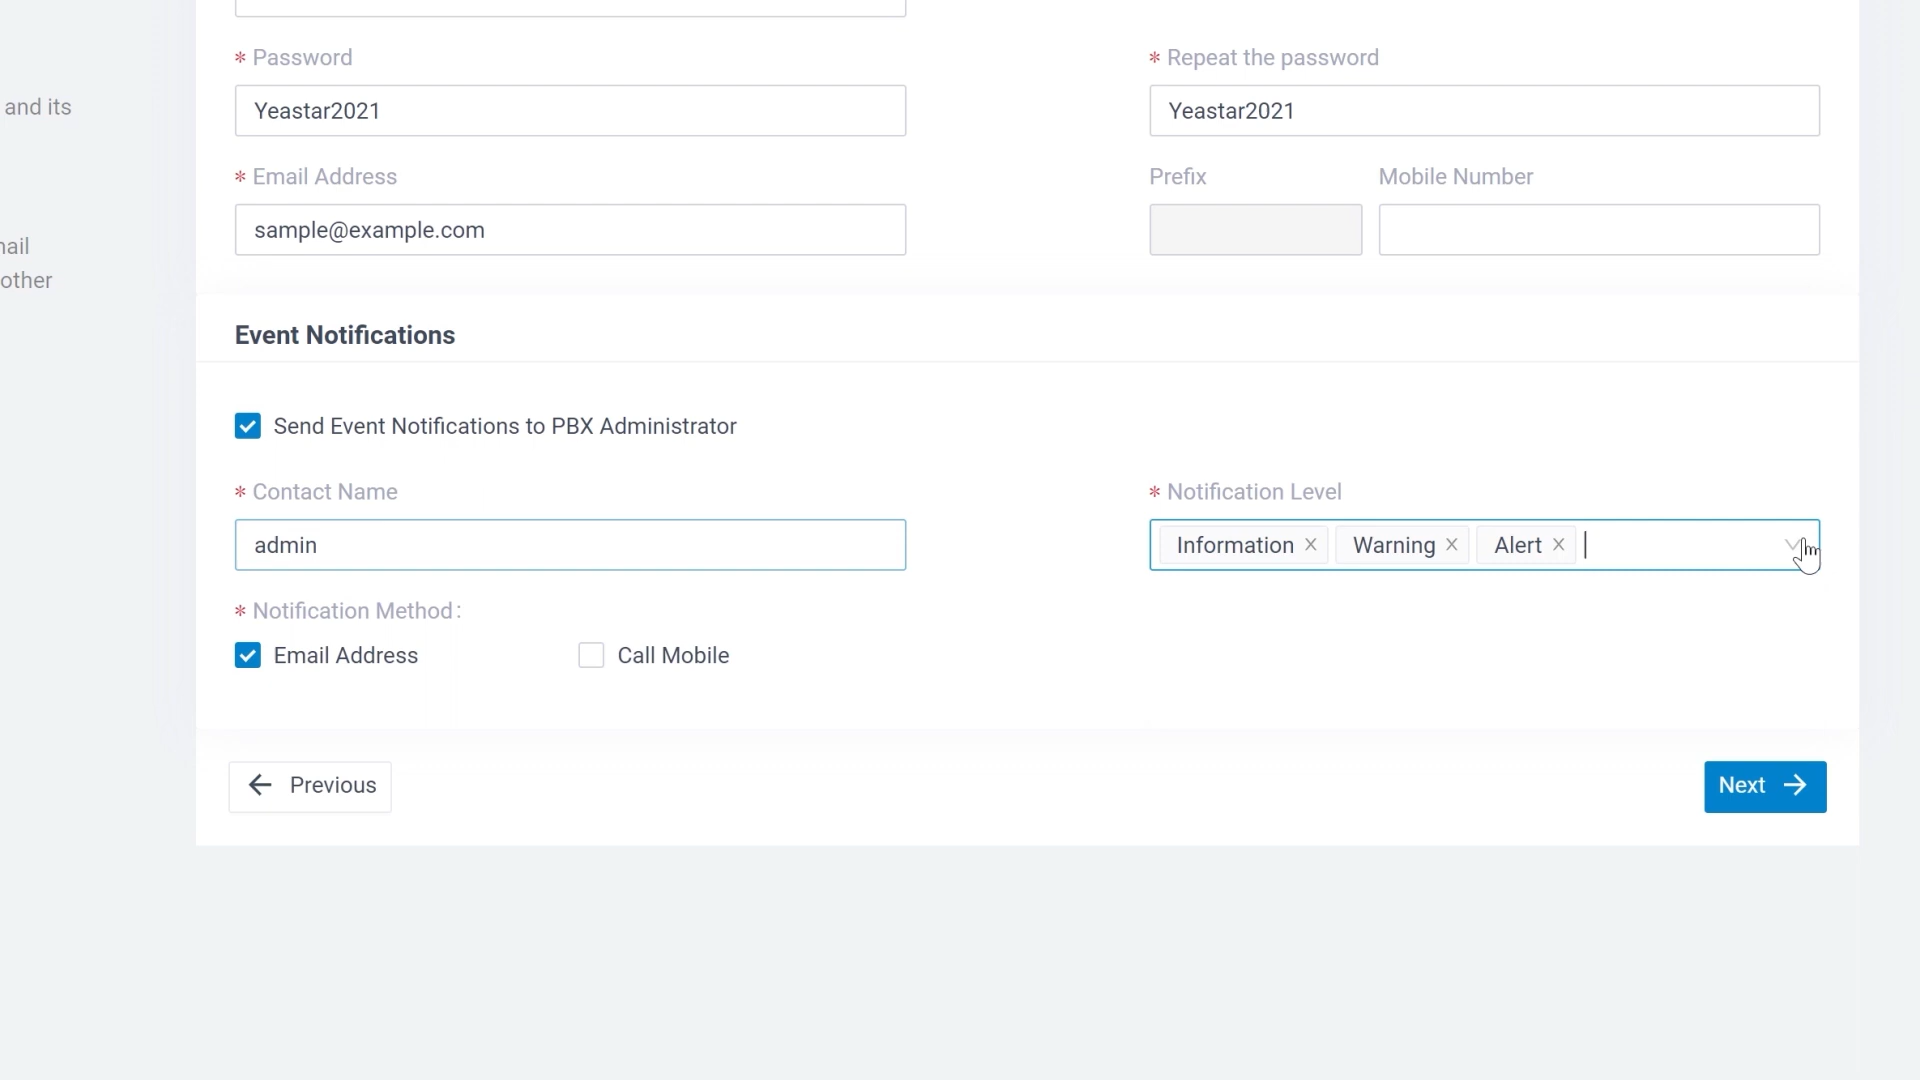 * Password
* Repeat the password
and its
Yeastar2021
Yeastar2021
* Email Address
Prefix
Mobile Number
sample@example.com
other
Event Notifications
Send Event Notifications to PBX Administrator
* Contact Name
* Notification Level
admin
Information × Warning × Alert ×
* Notification Method:
Email Address
Call Mobile
← Previous
Next →